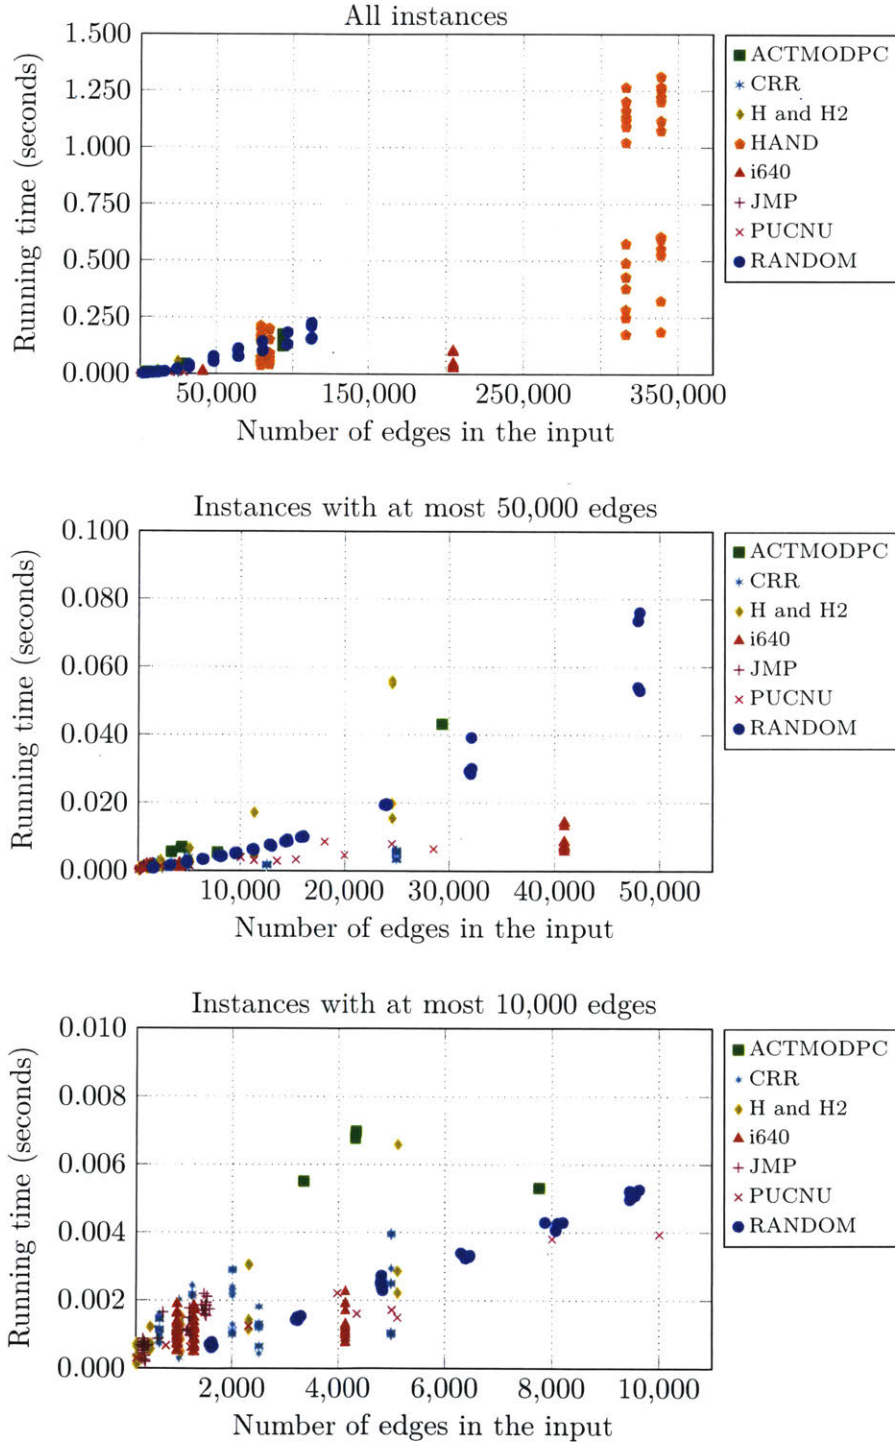 All instances
1.500
1.250
1.000
0.750
0.500
0.250
0.000
Running time (seconds)
50,000
150,000
250,000
350,000
Number of edges in the input
ACTMODPC
CRR
H and H2
HAND
i640
JMP
PUCNU
RANDOM
Instances with at most 50,000 edges
0.100
0.080
0.060
0.040
0.020
0.000
Running time (seconds)
10,000
20,000
30,000
40,000
50,000
Number of edges in the input
ACTMODPC
CRR
H and H2
i640
JMP
PUCNU
RANDOM
Instances with at most 10,000 edges
0.010
0.008
0.006
0.004
0.002
0.000
Running time (seconds)
2,000
4,000
6,000
8,000
10,000
Number of edges in the input
ACTMODPC
CRR
H and H2
i640
JMP
PUCNU
RANDOM